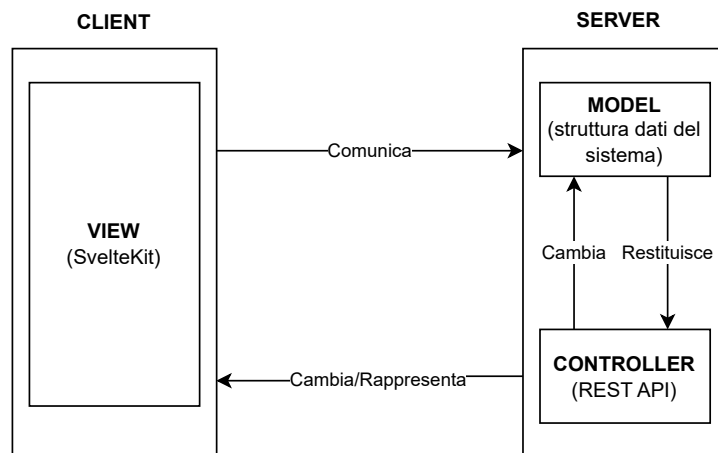 CLIENT
SERVER
MODEL
(struttura dati del
sistema)
Comunica
VIEW
(SvelteKit)
Cambia
Restituisce
Cambia/Rappresenta
CONTROLLER
(REST API)